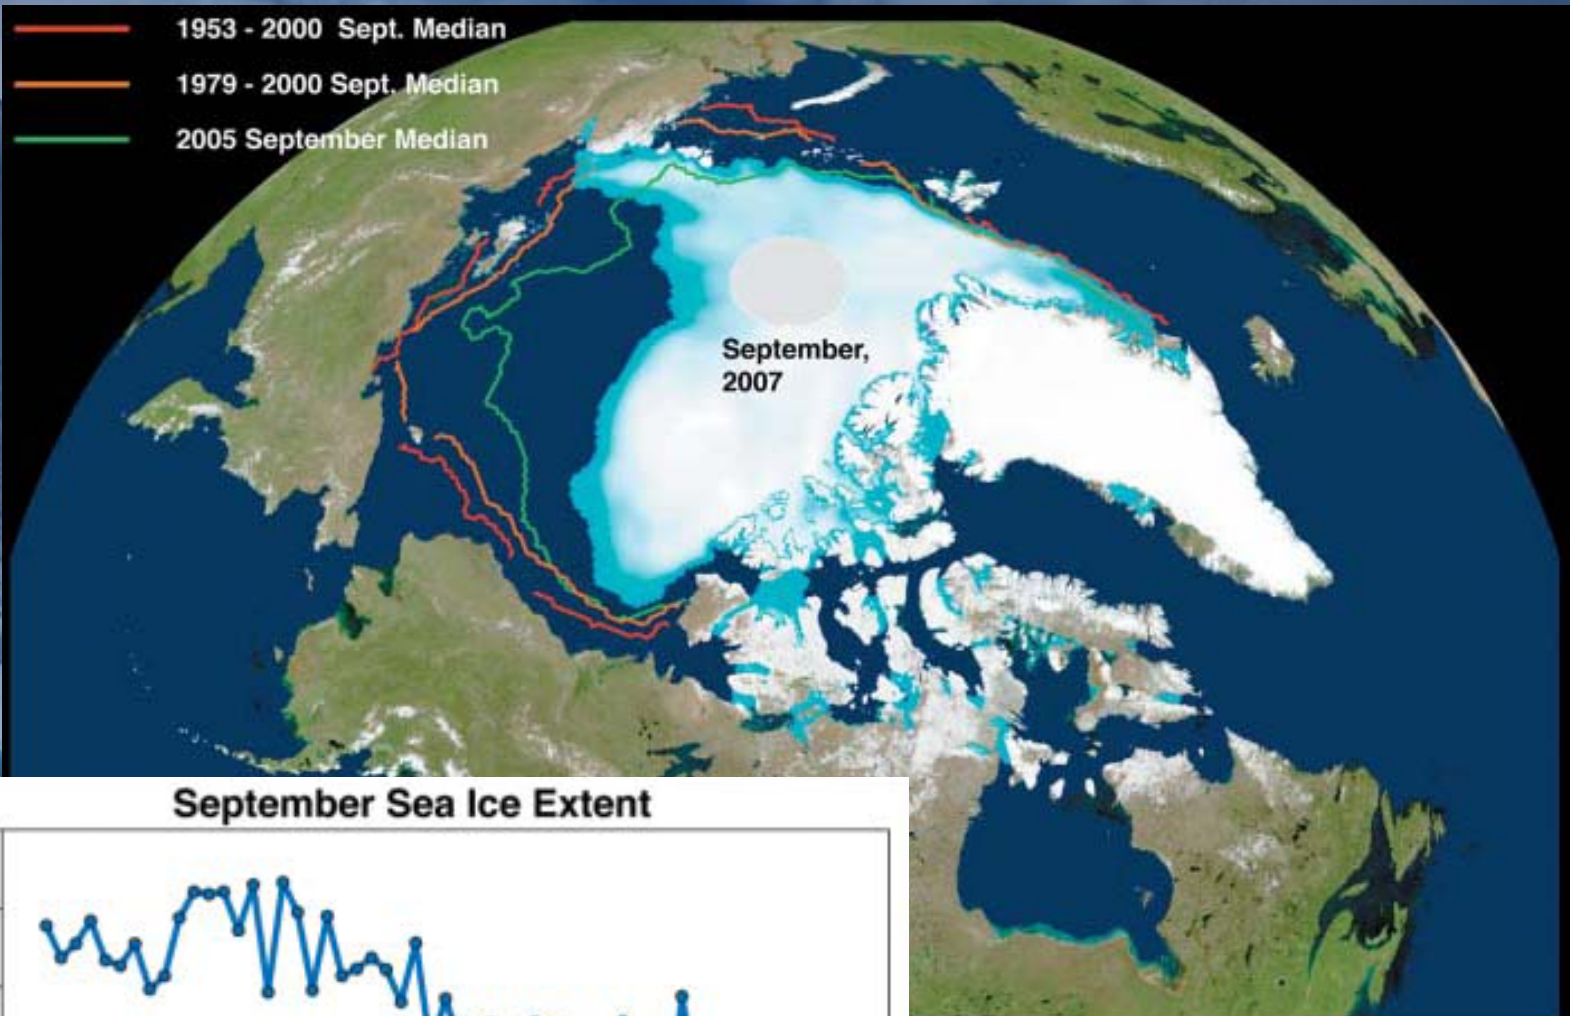 1953 - 2000 Sept. Median
1979 - 2000 Sept. Median
2005 September Median
September,
2007
September Sea Ice Extent